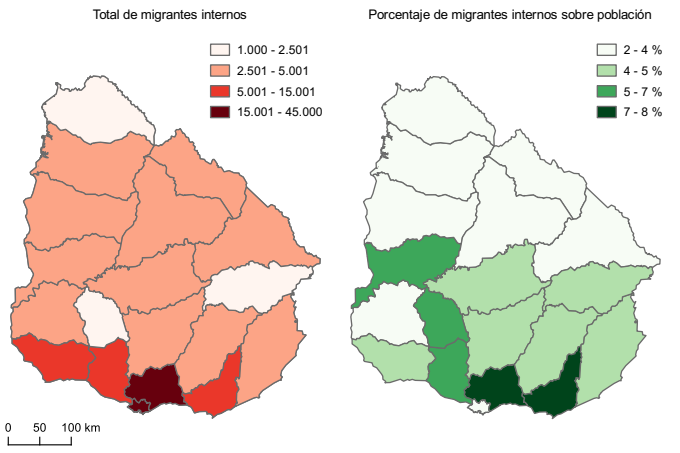 Total de migrantes internos
1.000 - 2.501
2.501 - 5.001
5.001 - 15.001
15.001 - 45.000
0 50 100 km
Porcentaje de migrantes internos sobre población
2 - 4 %
4 - 5 %
5 - 7 %
7 - 8 %